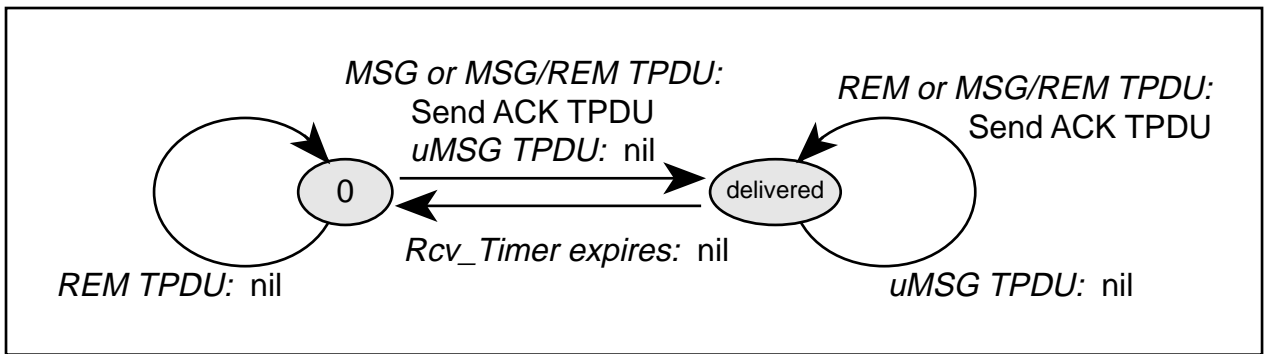 MSG or MSG/REM TPDU:
Send ACK TPDU
uMSG TPDU: nil
REM or MSG/REM TPDU:
Send ACK TPDU
0
delivered
Rcv_Timer expires: nil
REM TPDU: nil
uMSG TPDU: nil